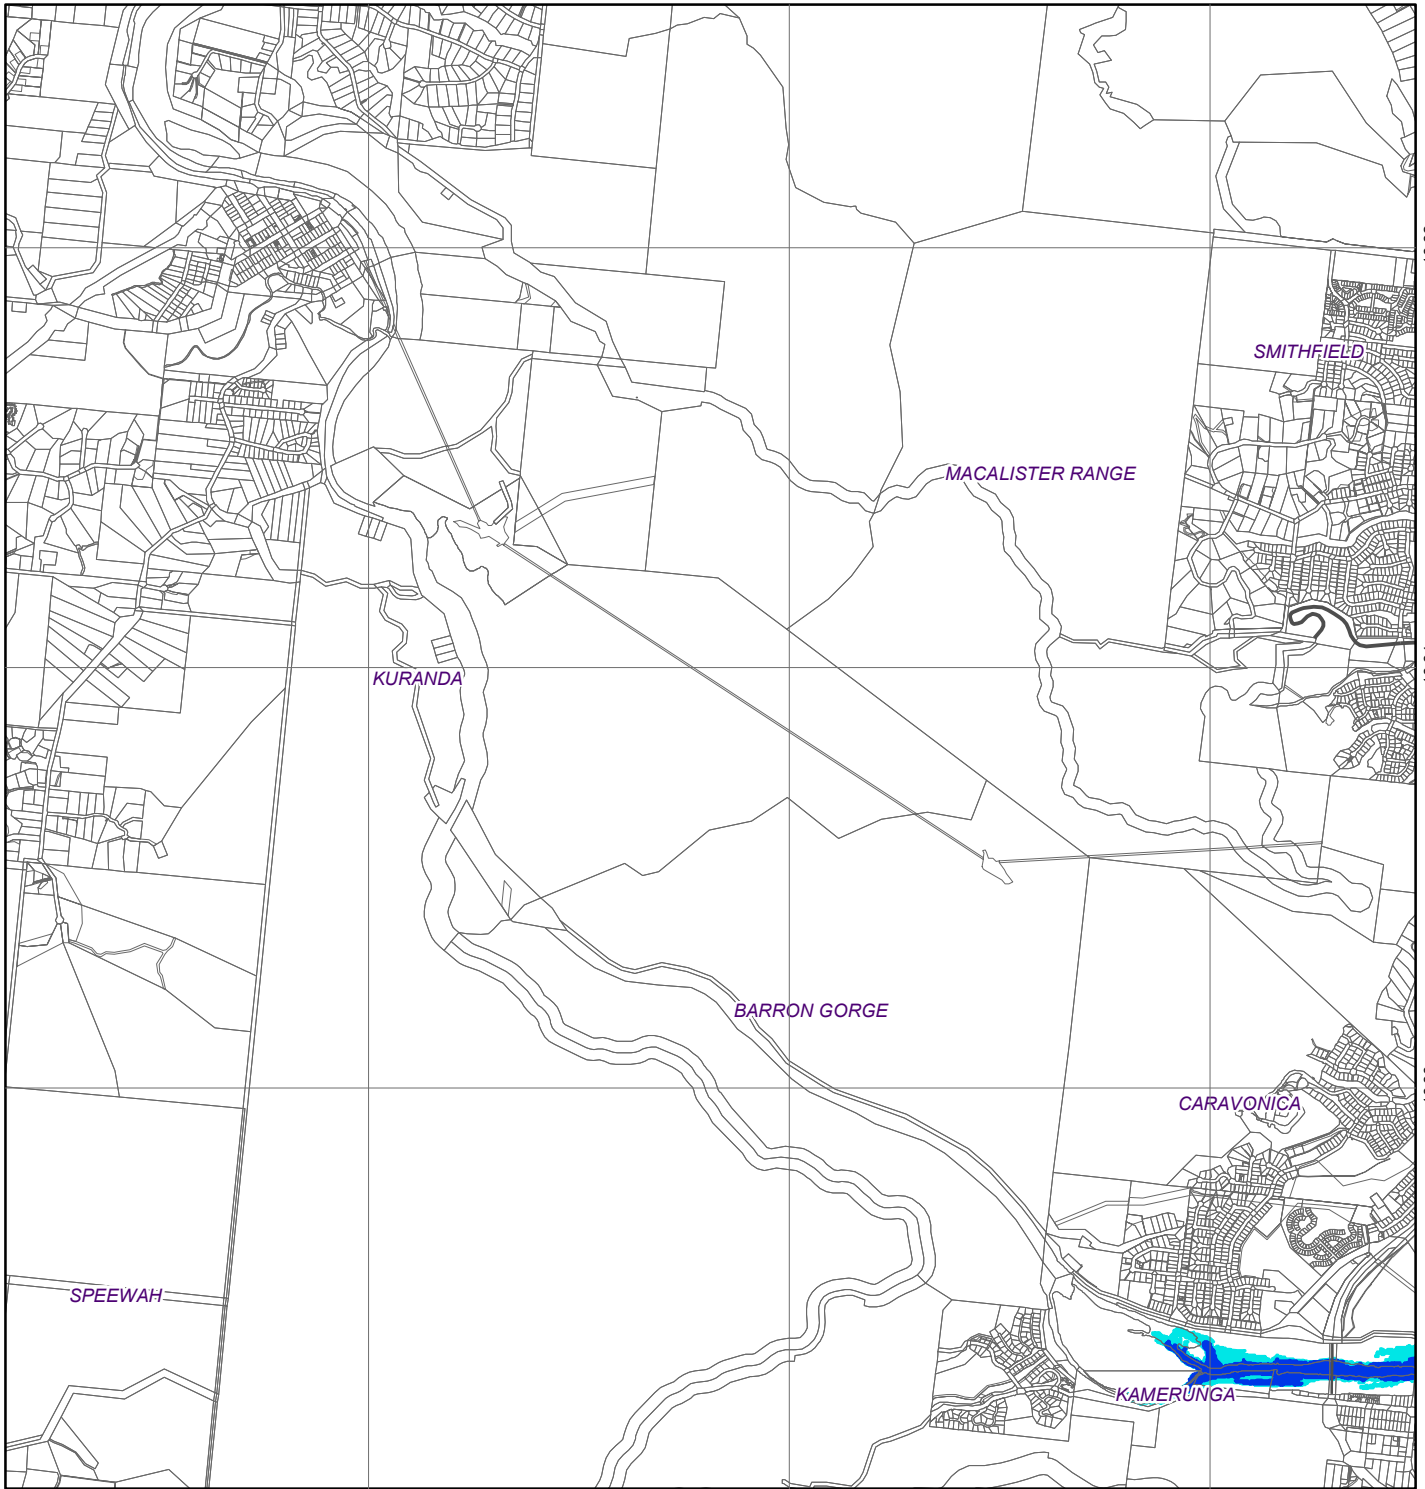 SMITHFIELD
MACALISTER RANGE
KURANDA
BARRON GORGE
CARAVONICA
SPEEWAH
KAMERUNGA